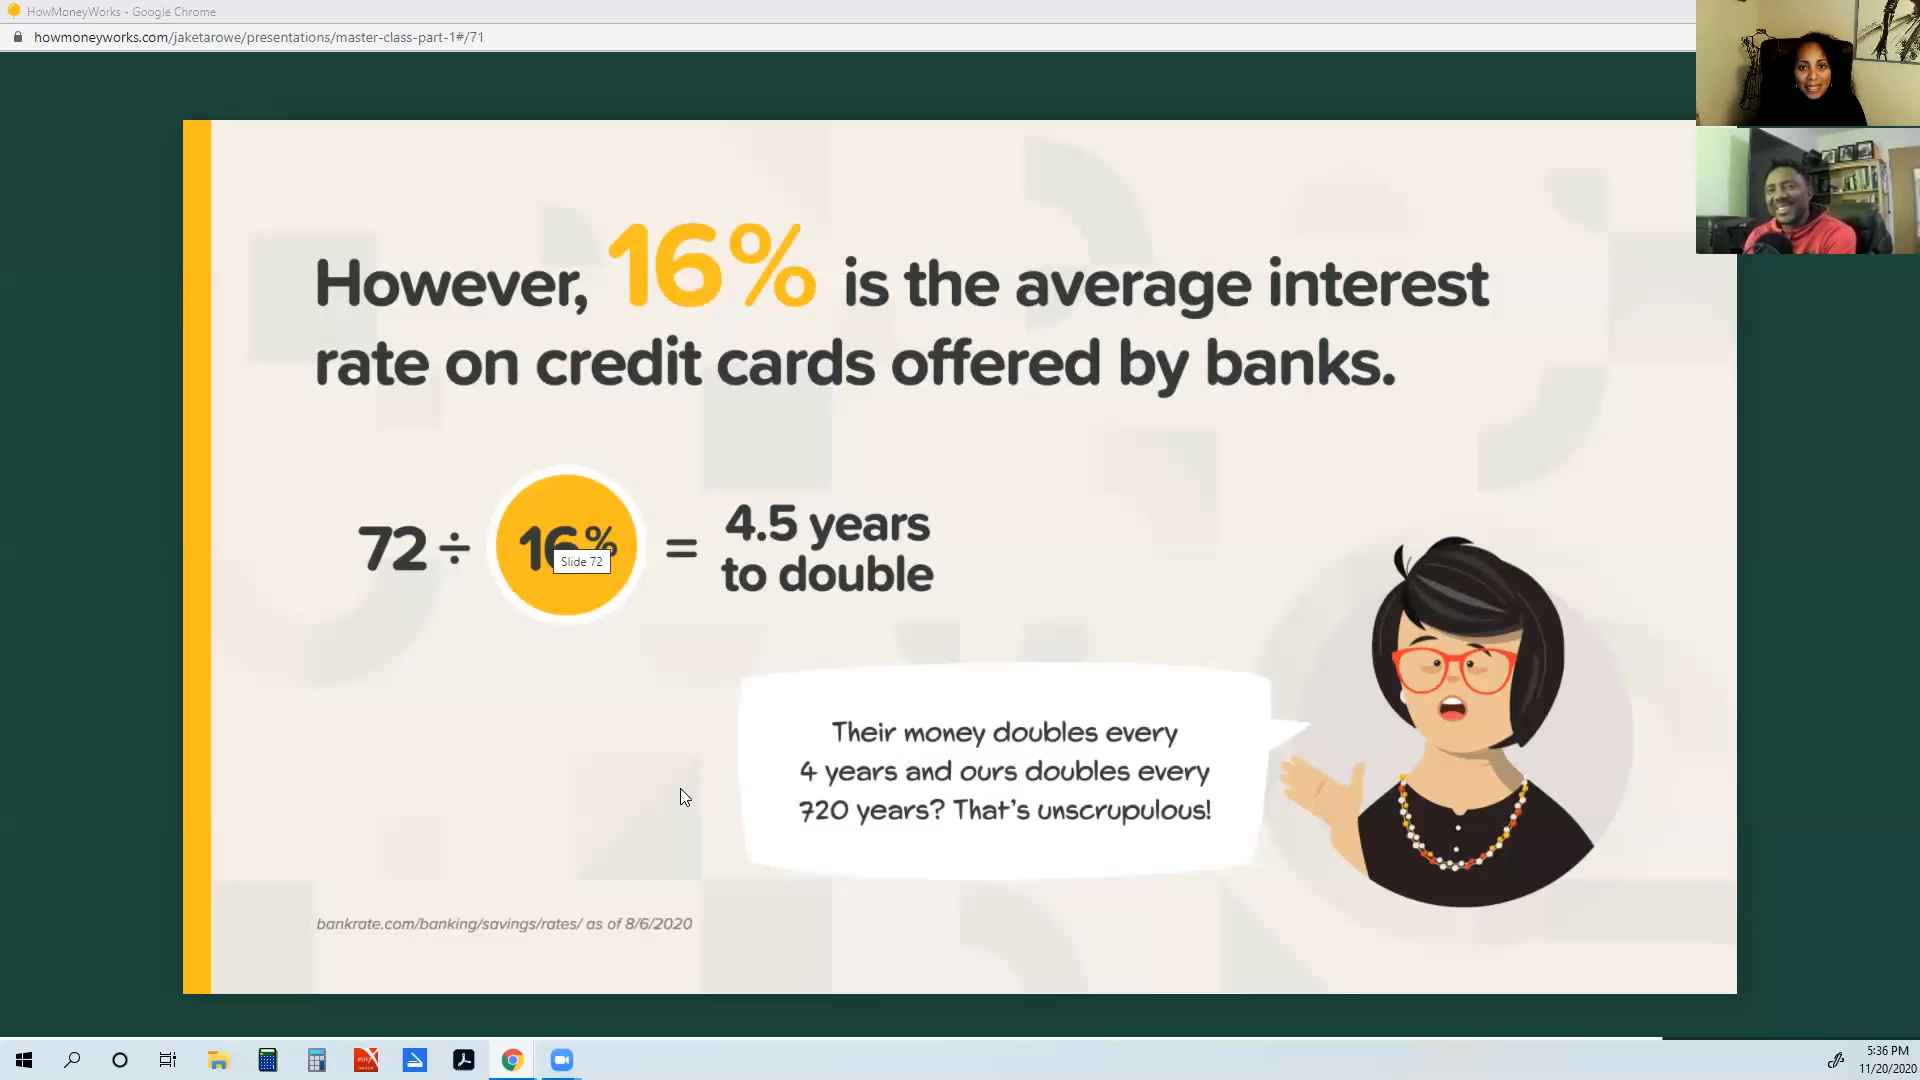 HowMoneyWorks - Google Chrome
howmoneyworks.com/jaketarowe/presentations/master-class-part-1#/71
However, 16% is the average interest
rate on credit cards offered by banks.
72 ÷ 16% = 4.5 years
to double
Slide 72
Their money doubles every
4 years and ours doubles every
720 years? That's unscrupulous!
bankrate.com/banking/savings/rates/ as of 8/6/2020
5:36 PM
11/20/2020